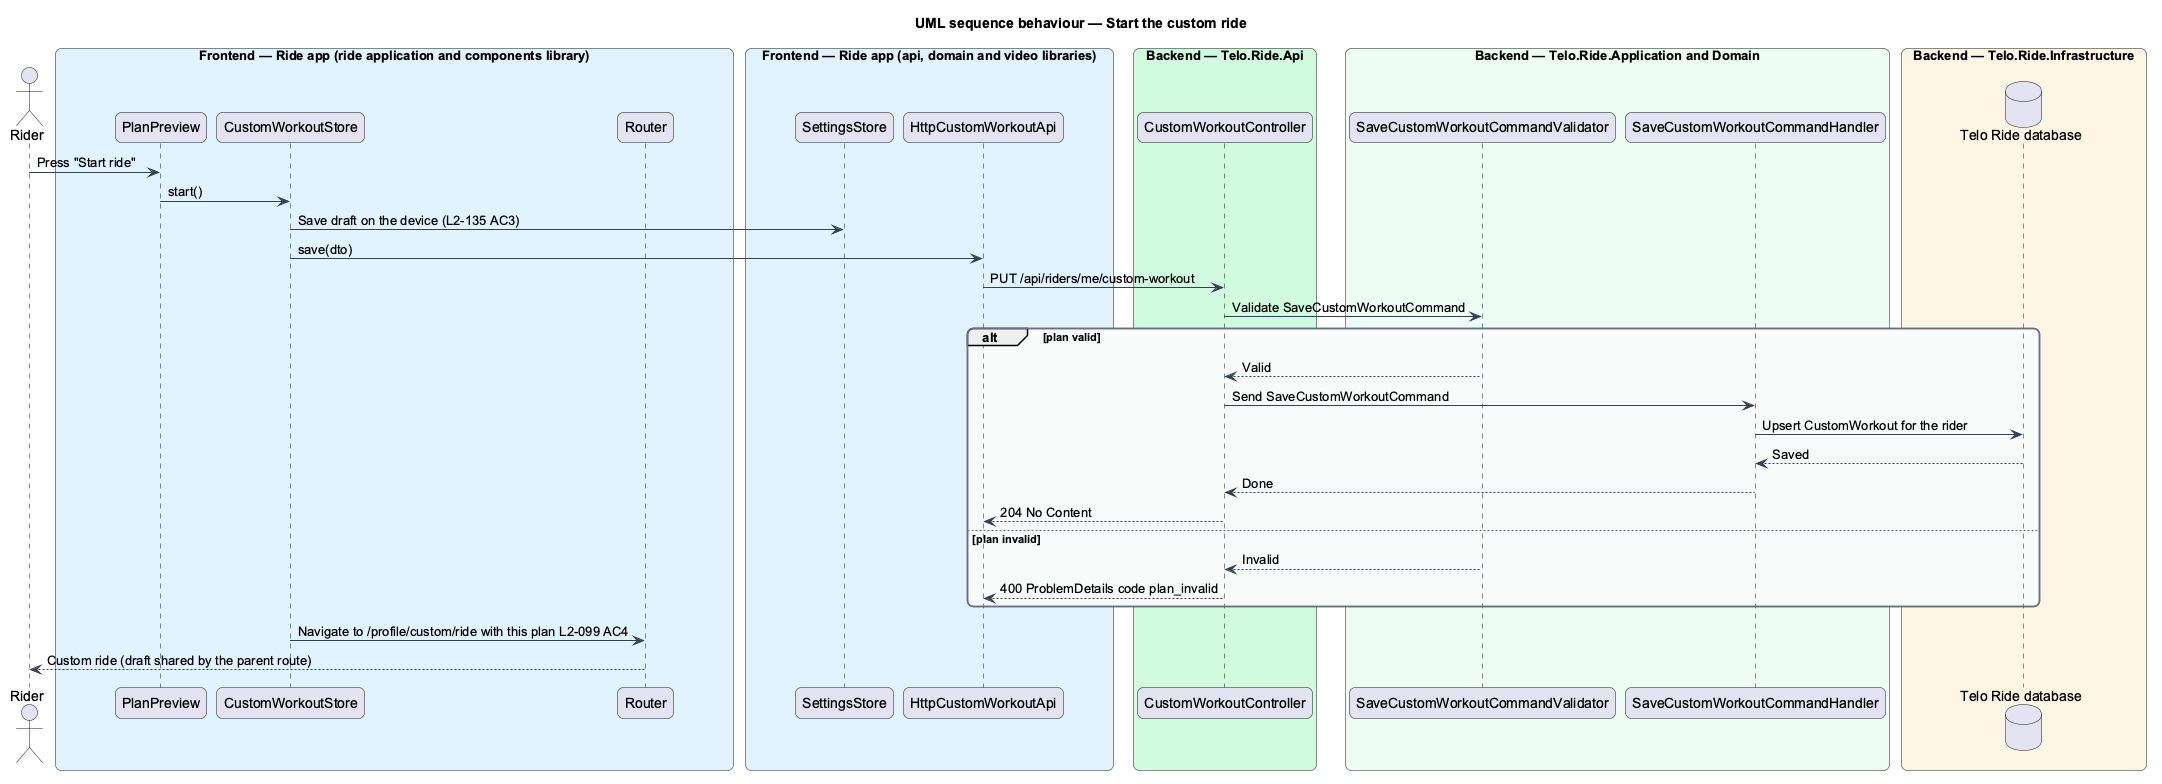 UML sequence behaviour — Start the custom ride
Frontend — Ride app (ride application and components library)
Frontend — Ride app (api, domain and video libraries)
Backend — Telo.Ride.Api
Backend — Telo.Ride.Application and Domain
Backend — Telo.Ride.Infrastructure
Rider
PlanPreview
CustomWorkoutStore
Router
SettingsStore
HttpCustomWorkoutApi
CustomWorkoutController
SaveCustomWorkoutCommandValidator
SaveCustomWorkoutCommandHandler
Telo Ride database
Press "Start ride"
start()
Save draft on the device (L2-135 AC3)
save(dto)
PUT /api/riders/me/custom-workout
Validate SaveCustomWorkoutCommand
alt
[plan valid]
Valid
Send SaveCustomWorkoutCommand
Upsert CustomWorkout for the rider
Saved
Done
204 No Content
[plan invalid]
Invalid
400 ProblemDetails code plan_invalid
Navigate to /profile/custom/ride with this plan L2-099 AC4
Custom ride (draft shared by the parent route)
Rider
PlanPreview
CustomWorkoutStore
Router
SettingsStore
HttpCustomWorkoutApi
CustomWorkoutController
SaveCustomWorkoutCommandValidator
SaveCustomWorkoutCommandHandler
Telo Ride database